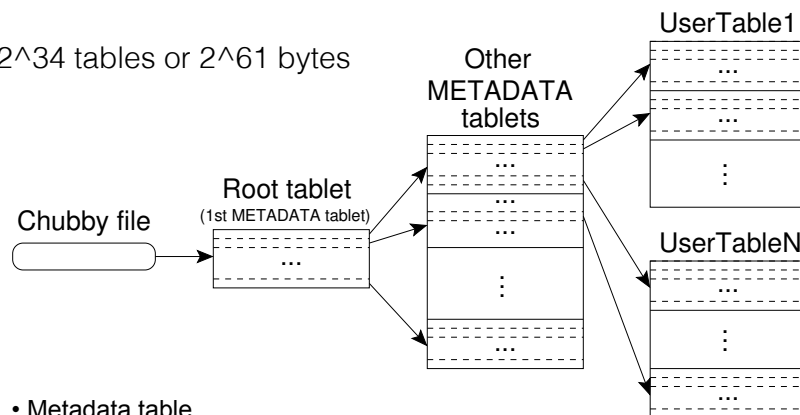 2^34 tables or 2^61 bytes
UserTable1
...
...
⋮
Other
METADATA
tablets
...
...
...
⋮
...
Root tablet
(1st METADATA tablet)
...
Chubby file
UserTableN
...
⋮
...
• Metadata table